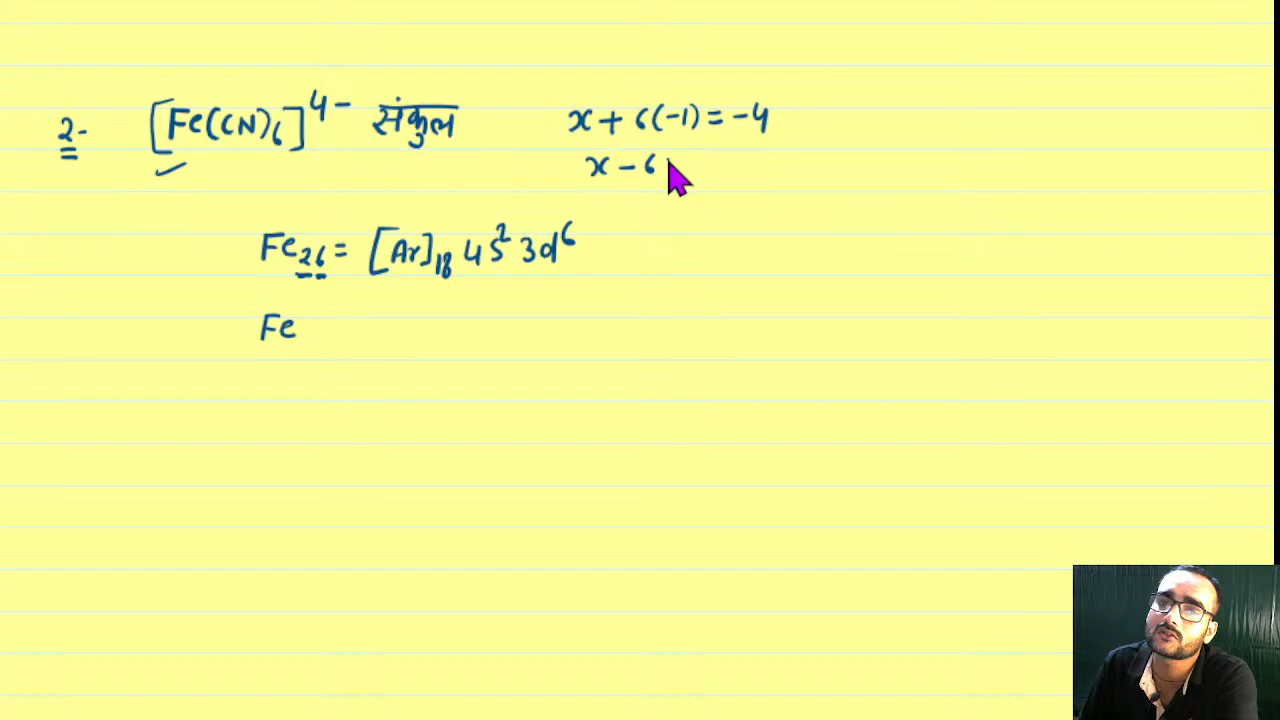 2- [Fe(CN)₆]⁴⁻ संकुल x + 6(-1) = -4
x - 6
Fe₂₆ = [Ar]₁₈ 4s² 3d⁶
Fe